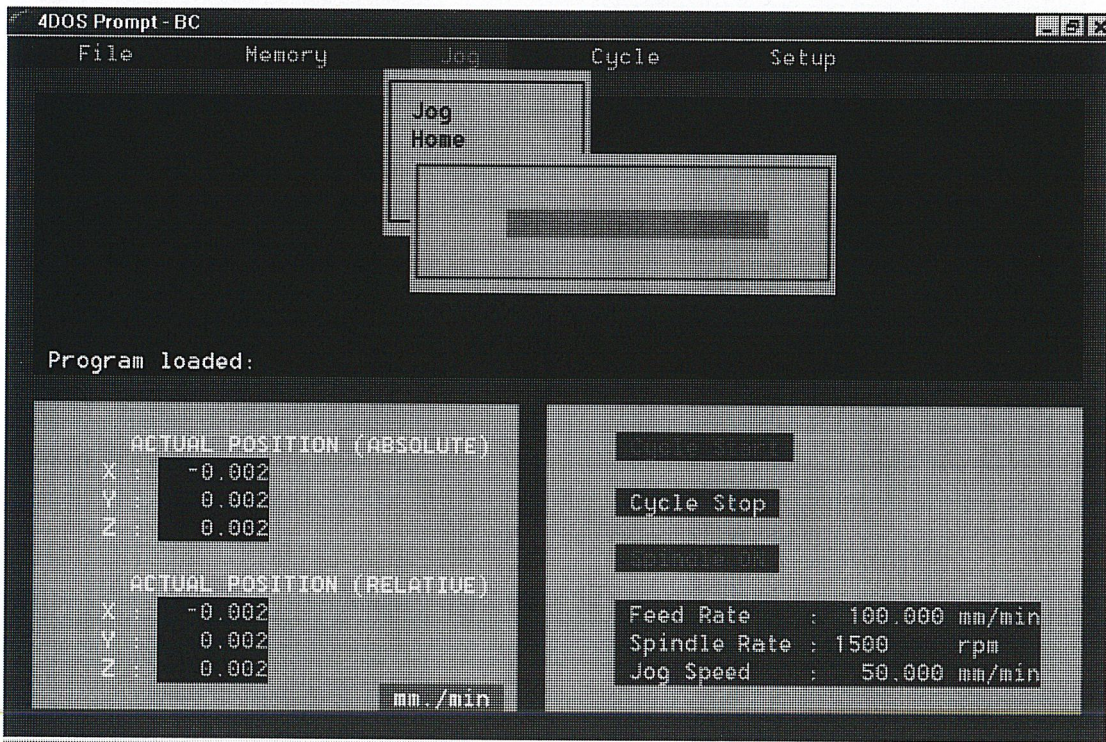 4DOS Prompt - BC
File Memory Jog Cycle Setup
Jog
Home
Program loaded:
ACTUAL POSITION (ABSOLUTE)
X : -0.002
Y : 0.002
Z : 0.002
ACTUAL POSITION (RELATIVE)
X : -0.002
Y : 0.002
Z : 0.002
mm./min
Cycle Start
Cycle Stop
Spindle ON
Feed Rate : 100.000 mm/min
Spindle Rate : 1500 rpm
Jog Speed : 50.000 mm/min